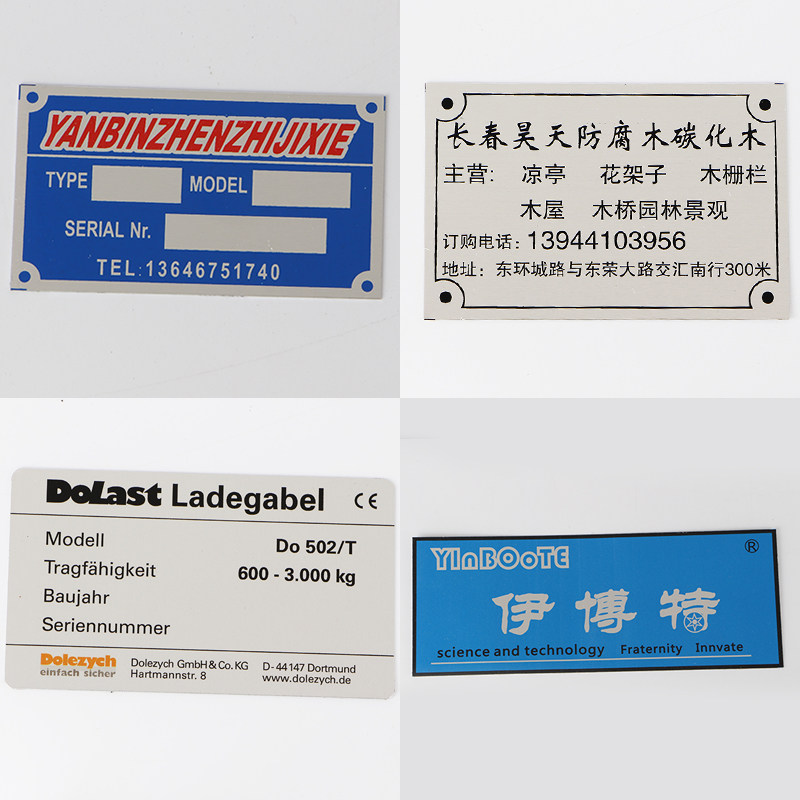 YANBINZHENZHIJIXIE
TYPE MODEL
SERIAL Nr.
TEL:13646751740
长春昊天防腐木碳化木
主营: 凉亭 花架子 木栅栏
木屋 木桥园林景观
订购电话: 13944103956
地址: 东环城路与东荣大路交汇南行300米
DoLast Ladegabel CE
Modell Do 502/T
Tragfähigkeit 600 - 3.000 kg
Baujahr
Seriennummer
Dolezych Dolezych GmbH & Co. KG D- 44 147 Dortmund
einfach sicher Hartmannstr. 8 www.dolezych.de
YInBOoTE ®
伊博特
science and technology Fraternity Innvate